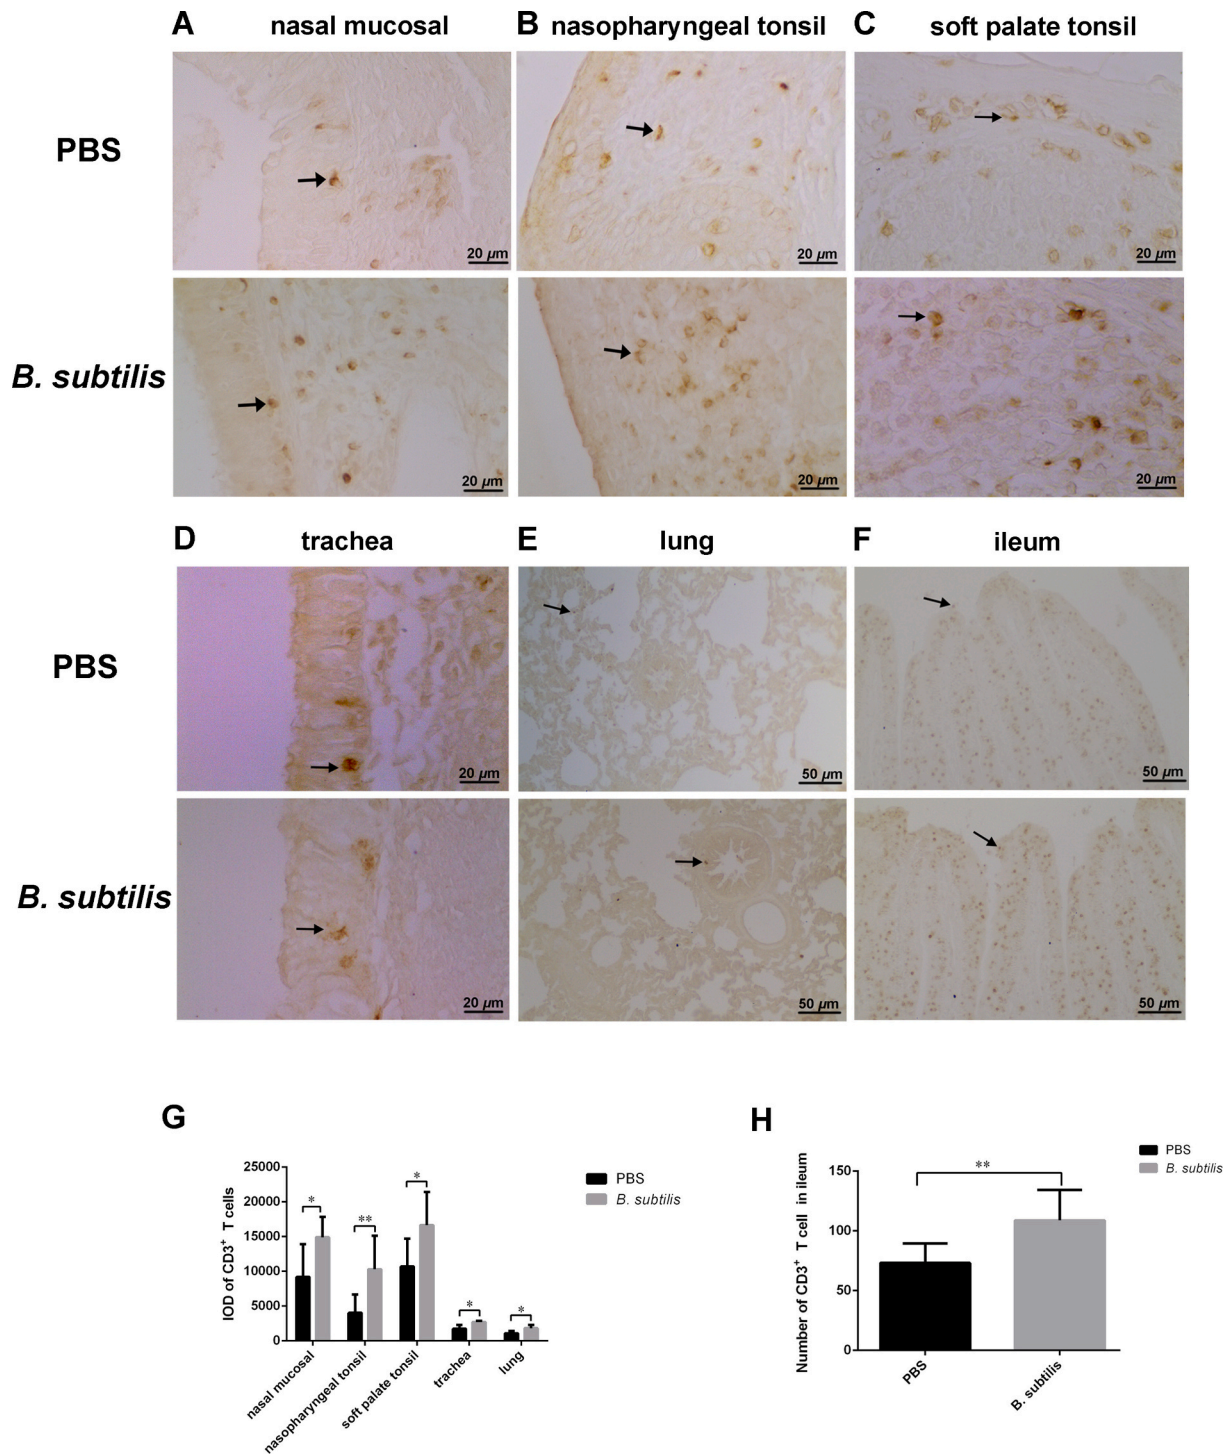 A nasal mucosal B nasopharyngeal tonsil C soft palate tonsil
PBS
20 µm 20 µm 20 µm
B. subtilis
20 µm 20 µm 20 µm
D trachea E lung F ileum
PBS
20 µm 50 µm 50 µm
B. subtilis
20 µm 50 µm 50 µm
G
IOD of CD3+ T cells
25000
20000
15000
10000
5000
0
* ** * * *
nasal mucosal
nasopharyngeal tonsil
soft palate tonsil
trachea
lung
PBS
B. subtilis
H
Number of CD3+ T cell in ileum
150
100
50
0
**
PBS
B. subtilis
PBS
B. subtilis